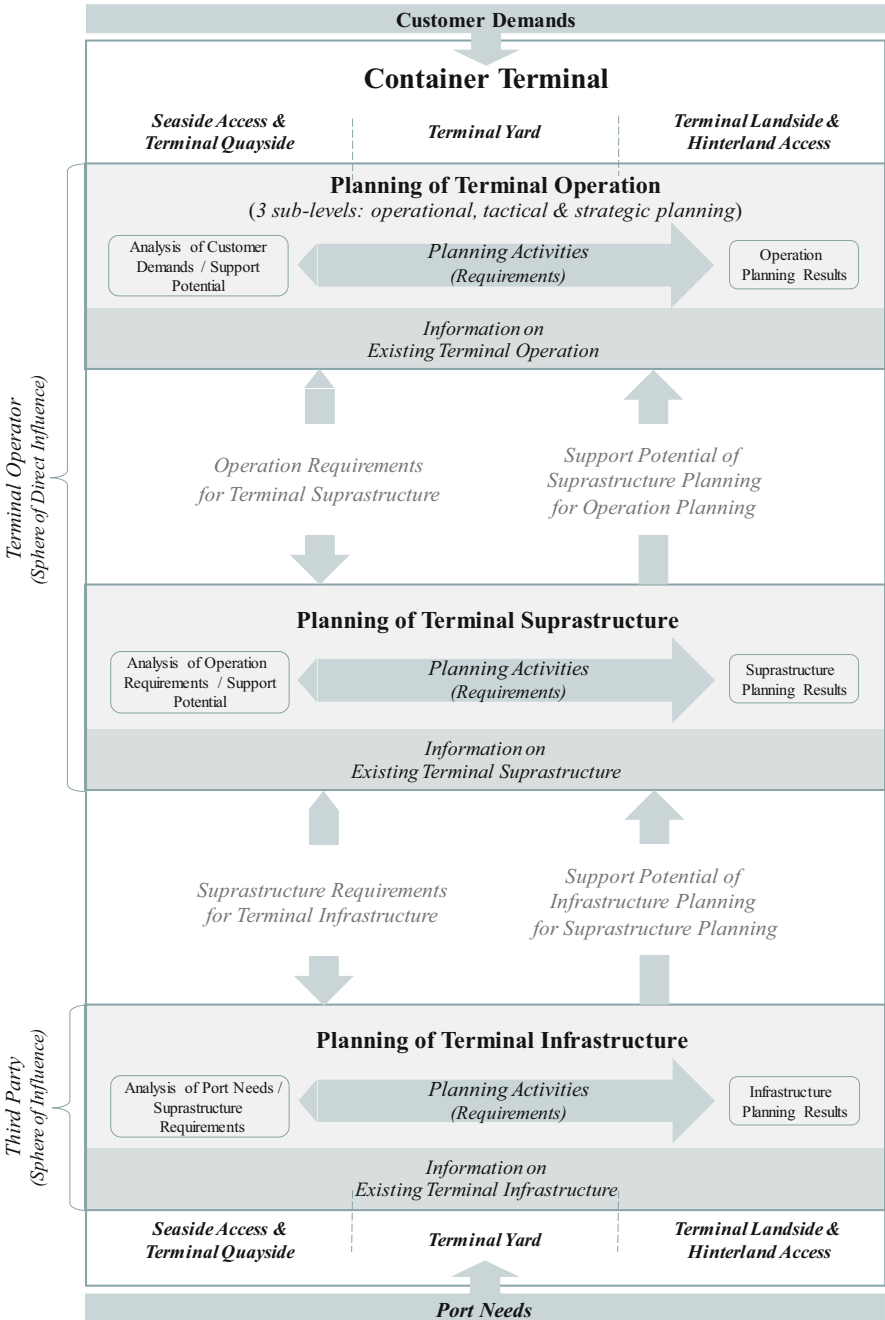 Customer Demands
Container Terminal
Seaside Access &
Terminal Quayside
Terminal Yard
Terminal Landside &
Hinterland Access
Terminal Operator
(Sphere of Direct Influence)
Planning of Terminal Operation
(3 sub-levels: operational, tactical & strategic planning)
Analysis of Customer
Demands / Support
Potential
Planning Activities
(Requirements)
Operation
Planning Results
Information on
Existing Terminal Operation
Operation Requirements
for Terminal Suprastructure
Support Potential of
Suprastructure Planning
for Operation Planning
Planning of Terminal Suprastructure
Analysis of Operation
Requirements / Support
Potential
Planning Activities
(Requirements)
Suprastructure
Planning Results
Information on
Existing Terminal Suprastructure
Suprastructure Requirements
for Terminal Infrastructure
Support Potential of
Infrastructure Planning
for Suprastructure Planning
Third Party
(Sphere of Influence)
Planning of Terminal Infrastructure
Analysis of Port Needs /
Suprastructure
Requirements
Planning Activities
(Requirements)
Infrastructure
Planning Results
Information on
Existing Terminal Infrastructure
Seaside Access &
Terminal Quayside
Terminal Yard
Terminal Landside &
Hinterland Access
Port Needs